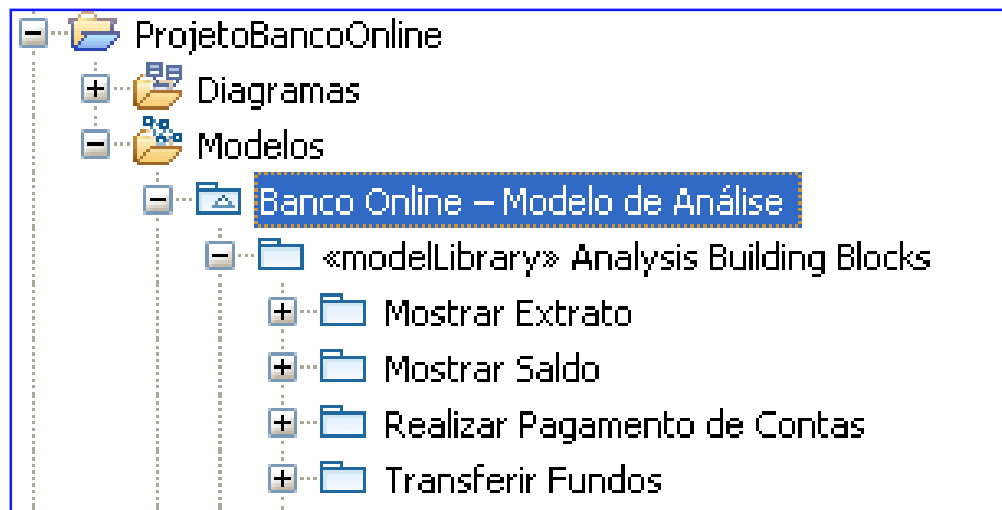 ProjetoBancoOnline
Diagramas
Modelos
Banco Online – Modelo de Análise
«modelLibrary» Analysis Building Blocks
Mostrar Extrato
Mostrar Saldo
Realizar Pagamento de Contas
Transferir Fundos